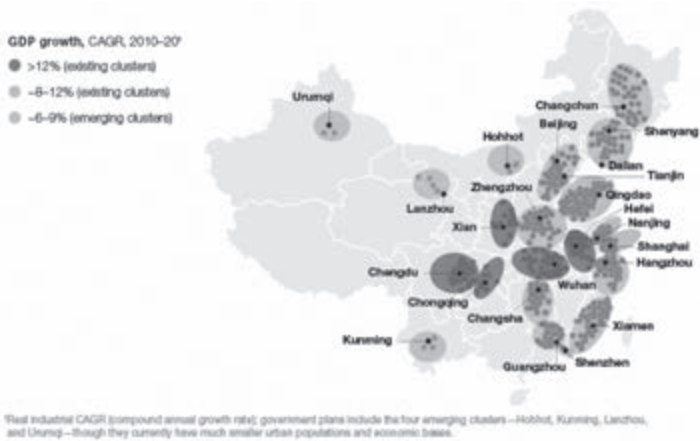 GDP growth, CAGR, 2010–20¹
>12% (existing clusters)
~8–12% (existing clusters)
~6–9% (emerging clusters)
Urumqi
Changchun
Beijing
Shenyang
Hohhot
Dalian
Tianjin
Zhengzhou
Qingdao
Lanzhou
Hefei
Nanjing
Xian
Shanghai
Hangzhou
Chengdu
Wuhan
Chongqing
Changsha
Xiamen
Kunming
Guangzhou
Shenzhen
¹Real industrial CAGR (compound annual growth rate); government plans include the four emerging clusters—Hohhot, Kunming, Lanzhou,
and Urumqi—though they currently have much smaller urban populations and economic bases.